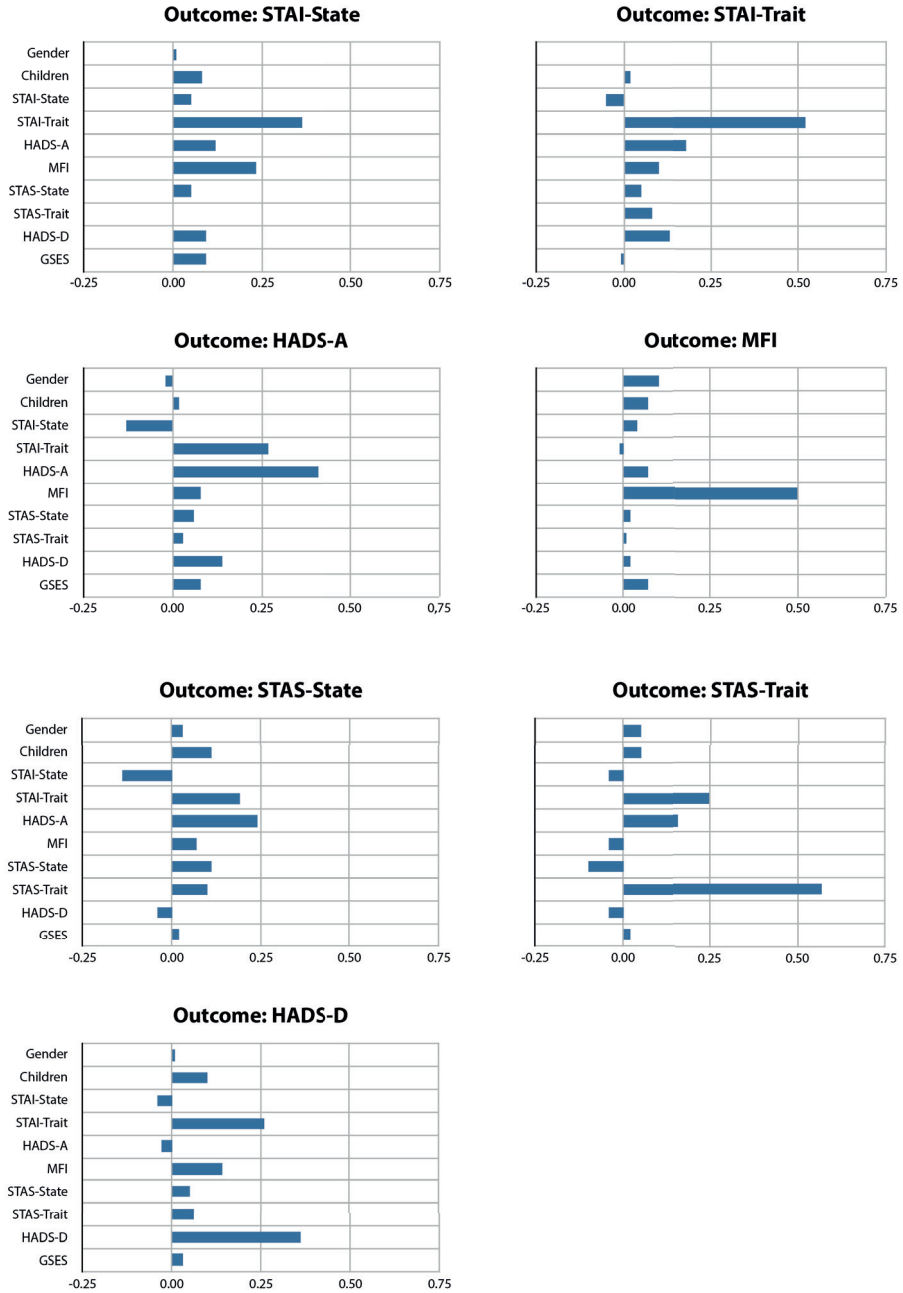 Outcome: STAI-State
Outcome: STAI-Trait
Gender
Children
STAI-State
STAI-Trait
HADS-A
MFI
STAS-State
STAS-Trait
HADS-D
GSES
-0.25 0.00 0.25 0.50 0.75
-0.25 0.00 0.25 0.50 0.75
Outcome: HADS-A
Outcome: MFI
Gender
Children
STAI-State
STAI-Trait
HADS-A
MFI
STAS-State
STAS-Trait
HADS-D
GSES
-0.25 0.00 0.25 0.50 0,75
-0.25 0.00 0.25 0.50 0.75
Outcome: STAS-State
Outcome: STAS-Trait
Gender
Children
STAI-State
STAI-Trait
HADS-A
MFI
STAS-State
STAS-Trait
HADS-D
GSES
-0.25 0.00 0.25 0.50 0.75
-0.25 0.00 0.25 0.50 0.75
Outcome: HADS-D
Gender
Children
STAI-State
STAI-Trait
HADS-A
MFI
STAS-State
STAS-Trait
HADS-D
GSES
-0.25 0.00 0.25 0.50 0.75